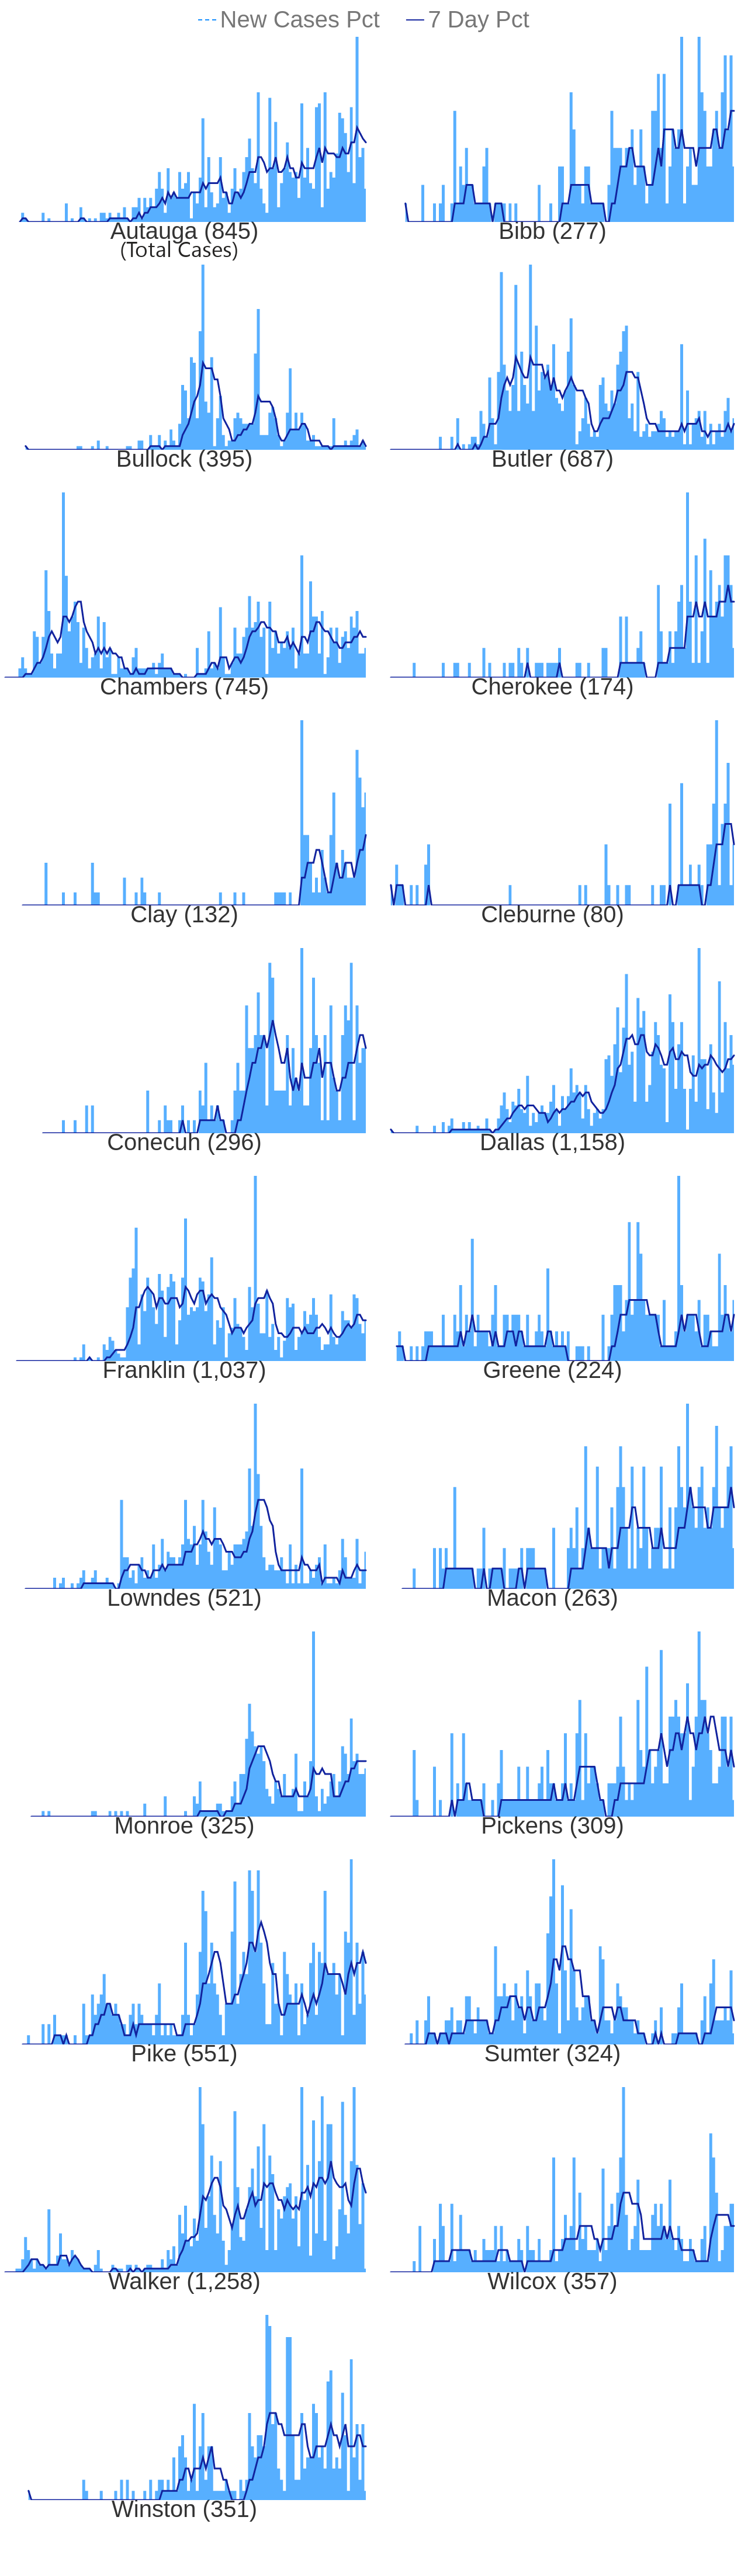 New Cases Pct 7 Day Pct
Autauga (845) Bibb (277)
(Total Cases)
Bullock (395) Butler (687)
Chambers (745) Cherokee (174)
Clay (132) Cleburne (80)
Conecuh (296) Dallas (1,158)
Franklin (1,037) Greene (224)
Lowndes (521) Macon (263)
Monroe (325) Pickens (309)
Pike (551) Sumter (324)
Walker (1,258) Wilcox (357)
Winston (351)